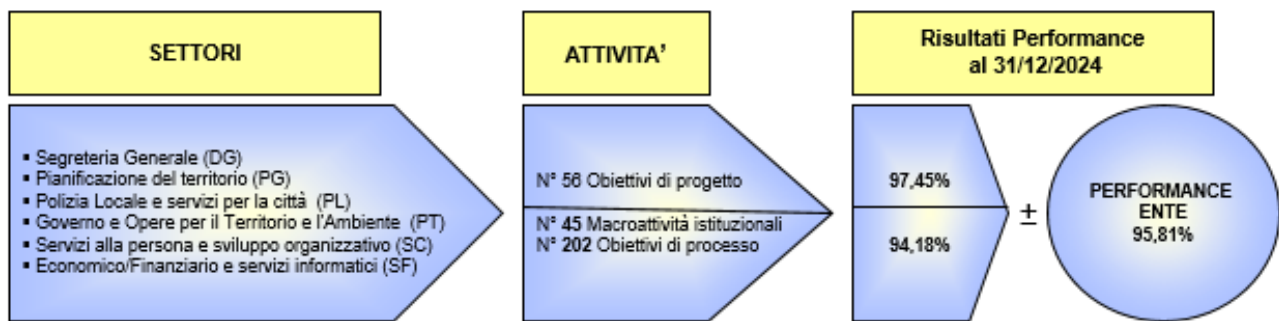 SETTORI
▪ Segreteria Generale (DG)
▪ Pianificazione del territorio (PG)
▪ Polizia Locale e servizi per la città (PL)
▪ Governo e Opere per il Territorio e l'Ambiente (PT)
▪ Servizi alla persona e sviluppo organizzativo (SC)
▪ Economico/Finanziario e servizi informatici (SF)
ATTIVITA'
N° 56 Obiettivi di progetto
N° 45 Macroattività istituzionali
N° 202 Obiettivi di processo
Risultati Performance
al 31/12/2024
97,45%
94,18%
±
PERFORMANCE
ENTE
95,81%